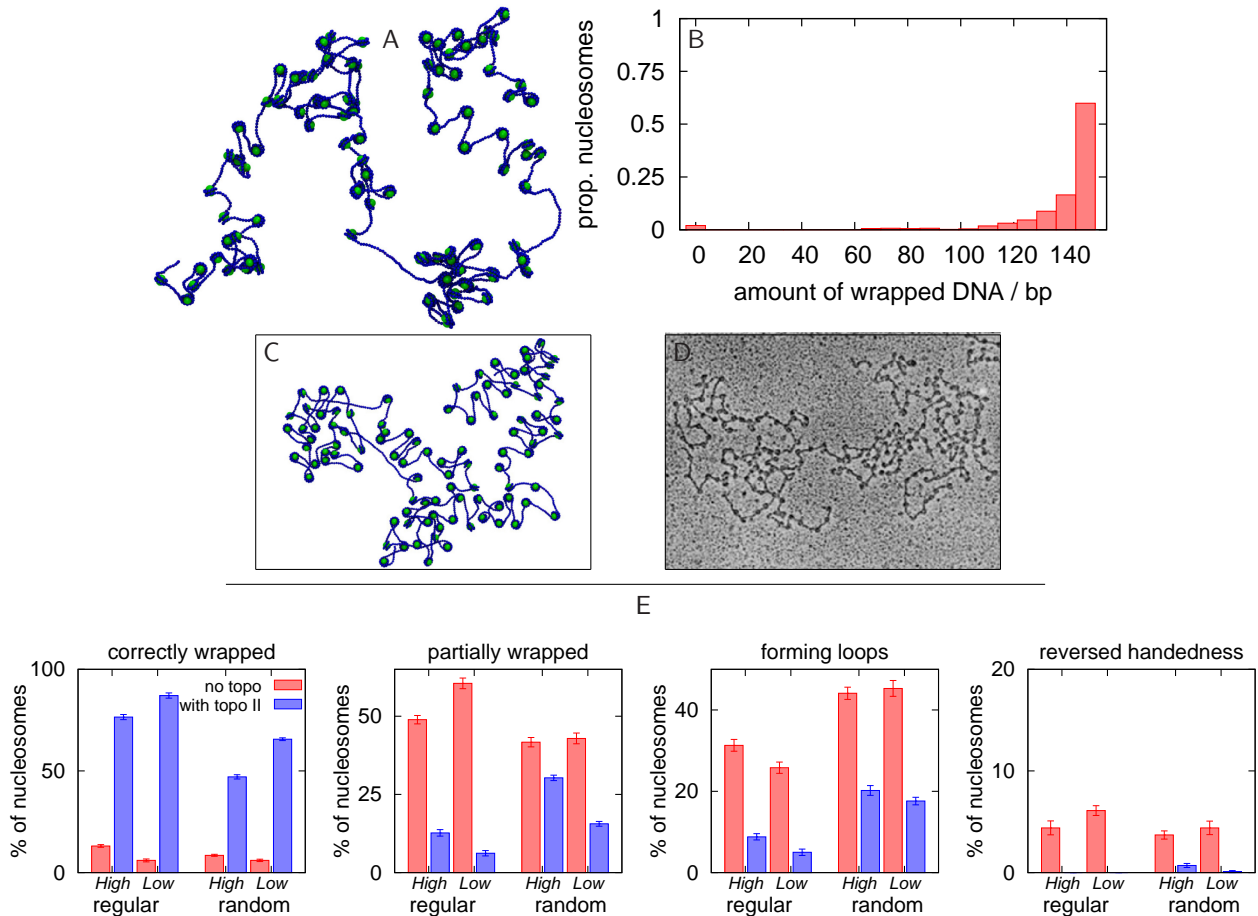 A
B
prop. nucleosomes
1
0.75
0.5
0.25
0
0 20 40 60 80 100 120 140
amount of wrapped DNA / bp
C
D
E
correctly wrapped
% of nucleosomes
100
50
0
no topo
with topo II
High Low High Low
regular random
partially wrapped
% of nucleosomes
50
25
0
High Low High Low
regular random
forming loops
% of nucleosomes
40
20
0
High Low High Low
regular random
reversed handedness
% of nucleosomes
20
10
0
High Low High Low
regular random